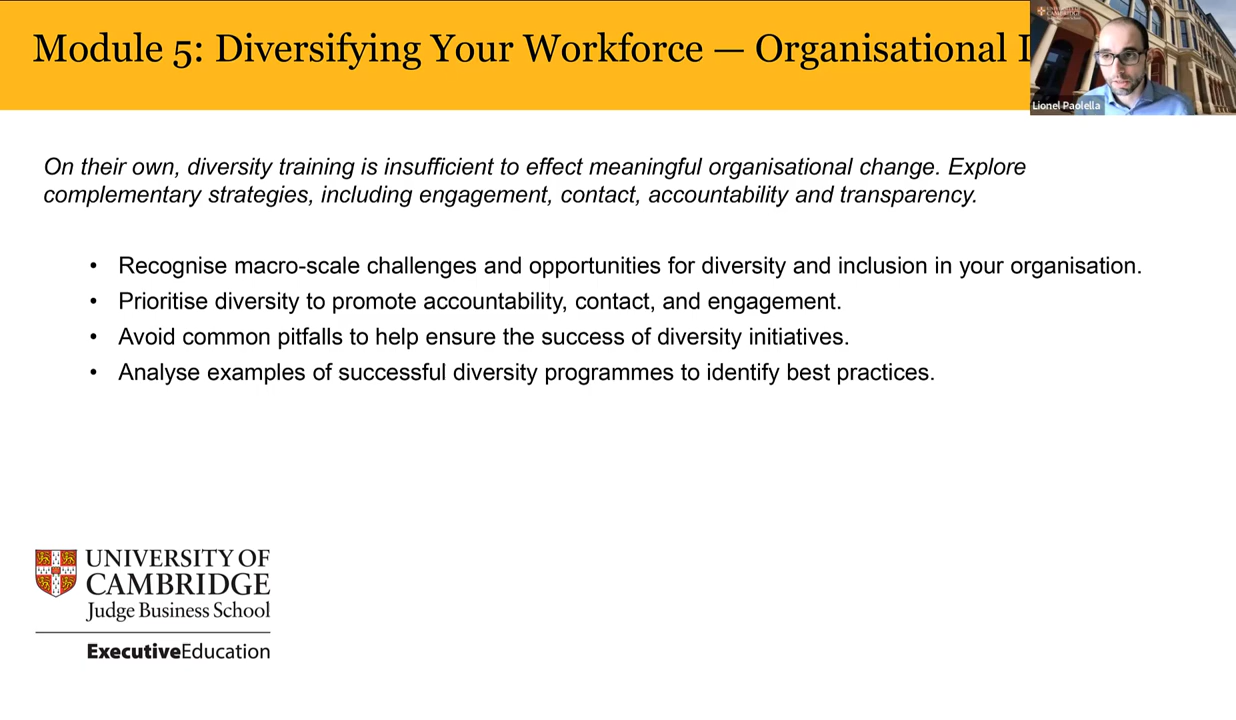 Module 5: Diversifying Your Workforce — Organisational
Lionel Paolella
On their own, diversity training is insufficient to effect meaningful organisational change. Explore
complementary strategies, including engagement, contact, accountability and transparency.
• Recognise macro-scale challenges and opportunities for diversity and inclusion in your organisation.
• Prioritise diversity to promote accountability, contact, and engagement.
• Avoid common pitfalls to help ensure the success of diversity initiatives.
• Analyse examples of successful diversity programmes to identify best practices.
UNIVERSITY OF
CAMBRIDGE
Judge Business School
ExecutiveEducation